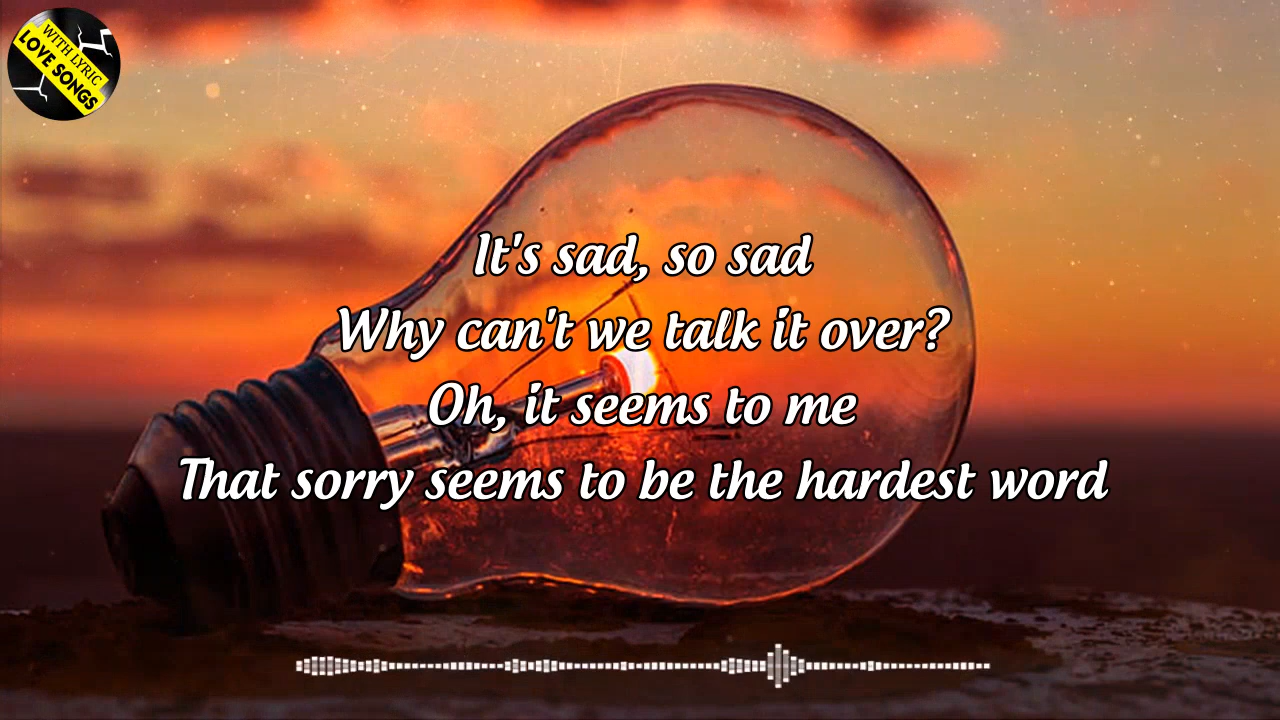 WITH LYRIC
LOVE SONGS
It's sad, so sad
Why can't we talk it over?
Oh, it seems to me
That sorry seems to be the hardest word